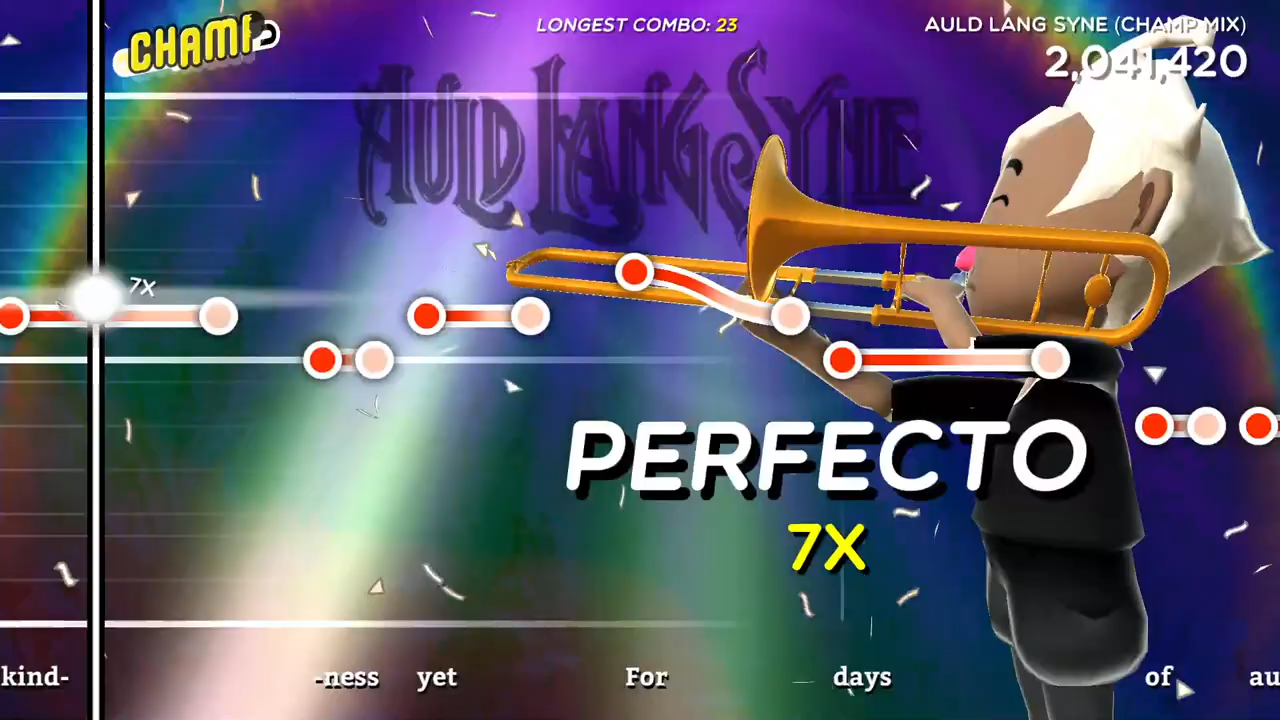 CHAMP
LONGEST COMBO: 23
AULD LANG SYNE (CHAMP MIX)
2,041,420
AULD LANG SYNE
7X
PERFECTO
7X
kind- -ness yet For days of au